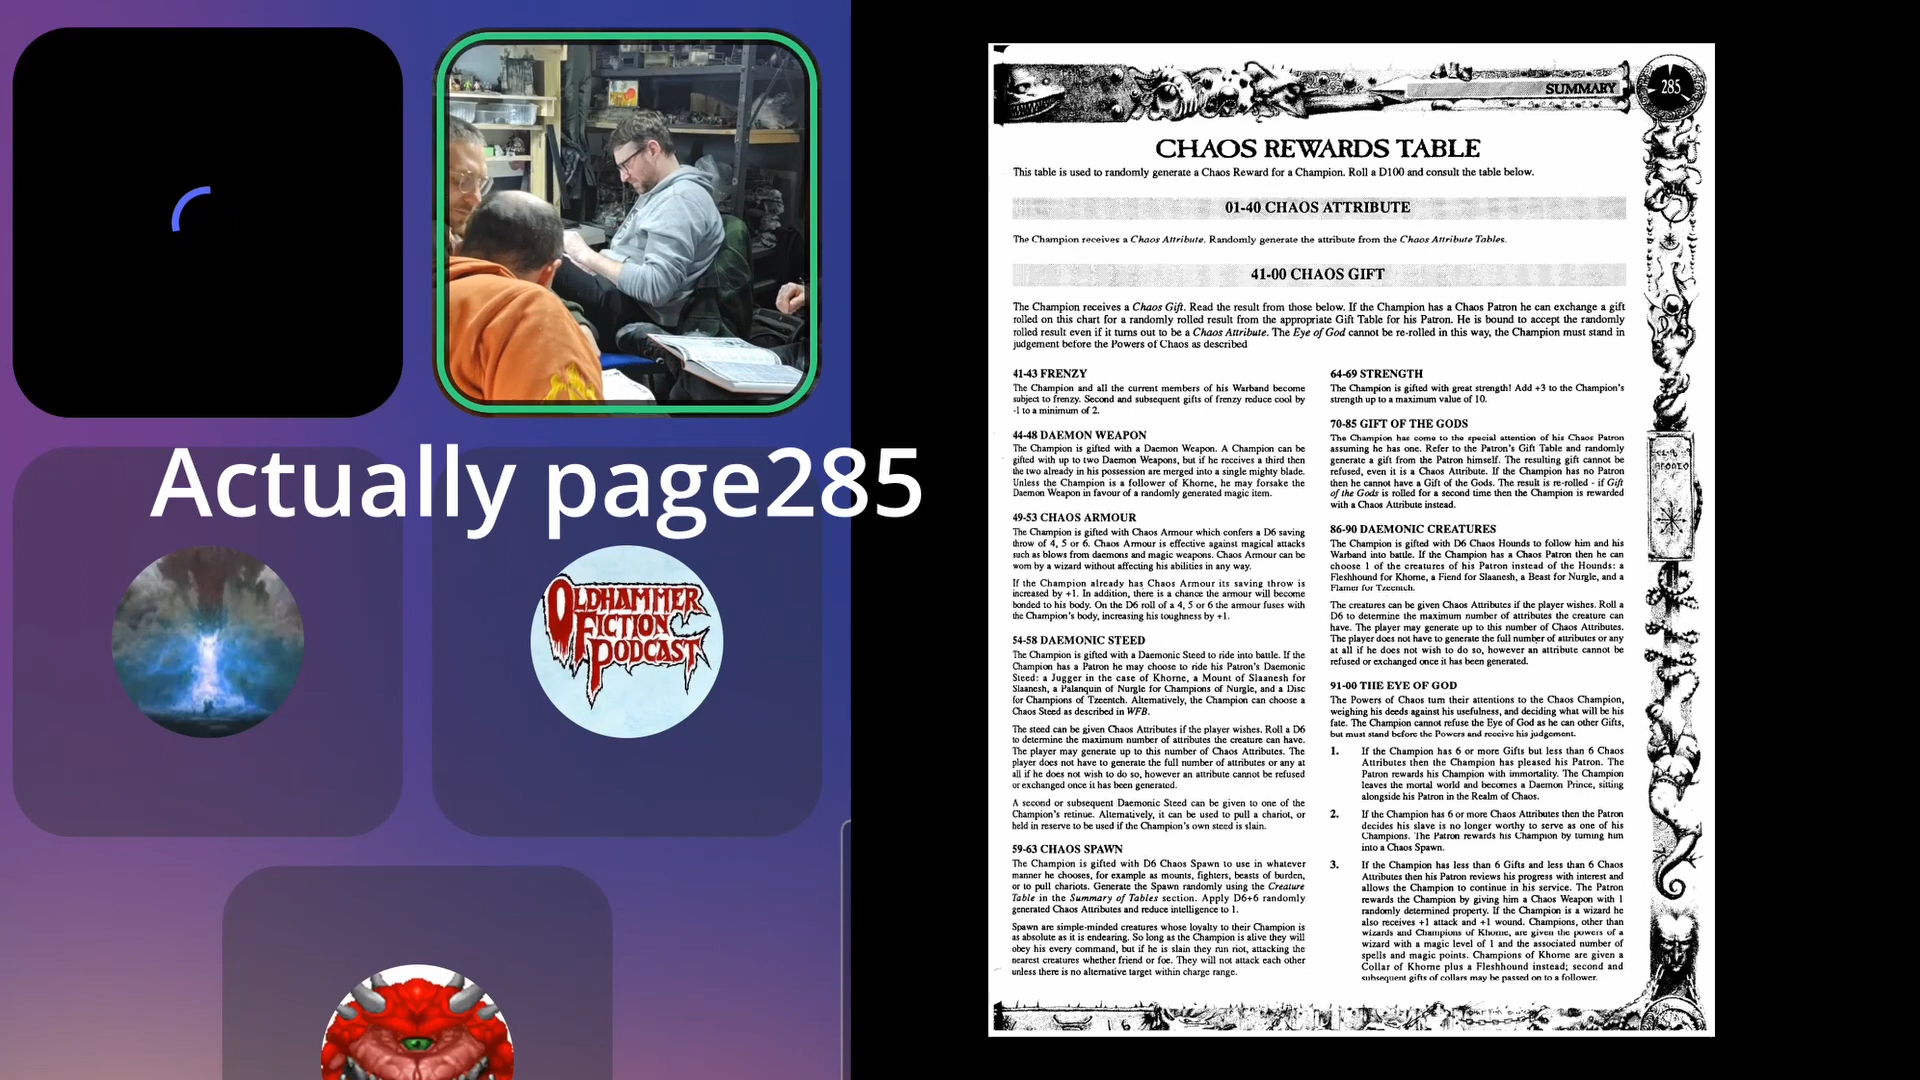 Actually page285
OLDHAMMER
FICTION
PODCAST
SUMMARY
285
CHAOS REWARDS TABLE
This table is used to randomly generate a Chaos Reward for a Champion. Roll a D100 and consult the table below.
01-40 CHAOS ATTRIBUTE
The Champion receives a Chaos Attribute. Randomly generate the attribute from the Chaos Attribute Tables.
41-00 CHAOS GIFT
The Champion receives a Chaos Gift. Read the result from those below. If the Champion has a Chaos Patron he can exchange a gift
rolled on this chart for a randomly rolled result from the appropriate Gift Table for his Patron. He is bound to accept the randomly
rolled result even if it turns out to be a Chaos Attribute. The Eye of God cannot be re-rolled in this way, the Champion must stand in
judgement before the Powers of Chaos as described
41-43 FRENZY
The Champion and all the current members of his Warband become
subject to frenzy. Second and subsequent gifts of frenzy reduce cool by
-1 to a minimum of 2.
44-48 DAEMON WEAPON
The Champion is gifted with a Daemon Weapon. A Champion can be
gifted with up to two Daemon Weapons, but if he receives a third then
the two already in his possession are merged into a single mighty blade.
Unless the Champion is a follower of Khorne, he may forsake the
Daemon Weapon in favour of a randomly generated magic item.
49-53 CHAOS ARMOUR
The Champion is gifted with Chaos Armour which confers a D6 saving
throw of 4, 5 or 6. Chaos Armour is effective against magical attacks
such as blows from daemons and magic weapons. Chaos Armour can be
worn by a wizard without affecting his abilities in any way.
If the Champion already has Chaos Armour its saving throw is
increased by +1. In addition, there is a chance the armour will become
bonded to his body. On the D6 roll of a 4, 5 or 6 the armour fuses with
the Champion's body, increasing his toughness by +1.
54-58 DAEMONIC STEED
The Champion is gifted with a Daemonic Steed to ride into battle. If the
Champion has a Patron he may choose to ride his Patron's Daemonic
Steed: a Jugger in the case of Khorne, a Mount of Slaanesh for
Slaanesh, a Palanquin of Nurgle for Champions of Nurgle, and a Disc
for Champions of Tzeentch. Alternatively, the Champion can choose a
Chaos Steed as described in WFB.
The steed can be given Chaos Attributes if the player wishes. Roll a D6
to determine the maximum number of attributes the creature can have.
The player may generate up to this number of Chaos Attributes. The
player does not have to generate the full number of attributes or any at
all if he does not wish to do so, however an attribute cannot be refused
or exchanged once it has been generated.
A second or subsequent Daemonic Steed can be given to one of the
Champion's retinue. Alternatively, it can be used to pull a chariot, or
held in reserve to be used if the Champion's own steed is slain.
59-63 CHAOS SPAWN
The Champion is gifted with D6 Chaos Spawn to use in whatever
manner he chooses, for example as mounts, fighters, beasts of burden,
or to pull chariots. Generate the Spawn randomly using the Creature
Table in the Summary of Tables section. Apply D6+6 randomly
generated Chaos Attributes and reduce intelligence to 1.
Spawn are simple-minded creatures whose loyalty to their Champion is
as absolute as it is endearing. So long as the Champion is alive they will
obey his every command, but if he is slain they run riot, attacking the
nearest creatures whether friend or foe. They will not attack each other
unless there is no alternative target within charge range.
64-69 STRENGTH
The Champion is gifted with great strength! Add +3 to the Champion's
strength up to a maximum value of 10.
70-85 GIFT OF THE GODS
The Champion has come to the special attention of his Chaos Patron
assuming he has one. Refer to the Patron's Gift Table and randomly
generate a gift from the Patron himself. The resulting gift cannot be
refused, even it is a Chaos Attribute. If the Champion has no Patron
then he cannot have a Gift of the Gods. The result is re-rolled - if Gift
of the Gods is rolled for a second time then the Champion is rewarded
with a Chaos Attribute instead.
86-90 DAEMONIC CREATURES
The Champion is gifted with D6 Chaos Hounds to follow him and his
Warband into battle. If the Champion has a Chaos Patron then he can
choose 1 of the creatures of his Patron instead of the Hounds: a
Fleshhound for Khorne, a Fiend for Slaanesh, a Beast for Nurgle, and a
Flamer for Tzeentch.
The creatures can be given Chaos Attributes if the player wishes. Roll a
D6 to determine the maximum number of attributes the creature can
have. The player may generate up to this number of Chaos Attributes.
The player does not have to generate the full number of attributes or any
at all if he does not wish to do so, however an attribute cannot be
refused or exchanged once it has been generated.
91-00 THE EYE OF GOD
The Powers of Chaos turn their attentions to the Chaos Champion,
weighing his deeds against his usefulness, and deciding what will be his
fate. The Champion cannot refuse the Eye of God as he can other Gifts,
but must stand before the Powers and receive his judgement.
1. If the Champion has 6 or more Gifts but less than 6 Chaos
Attributes then the Champion has pleased his Patron. The
Patron rewards his Champion with immortality. The Champion
leaves the mortal world and becomes a Daemon Prince, sitting
alongside his Patron in the Realm of Chaos.
2. If the Champion has 6 or more Chaos Attributes then the Patron
decides his slave is no longer worthy to serve as one of his
Champions. The Patron rewards his Champion by turning him
into a Chaos Spawn.
3. If the Champion has less than 6 Gifts and less than 6 Chaos
Attributes then his Patron reviews his progress with interest and
allows the Champion to continue in his service. The Patron
rewards the Champion by giving him a Chaos Weapon with 1
randomly determined property. If the Champion is a wizard he
also receives +1 attack and +1 wound. Champions, other than
wizards and Champions of Khorne, are given the powers of a
wizard with a magic level of 1 and the associated number of
spells and magic points. Champions of Khorne are given a
Collar of Khorne plus a Fleshhound instead; second and
subsequent gifts of collars may be passed on to a follower.